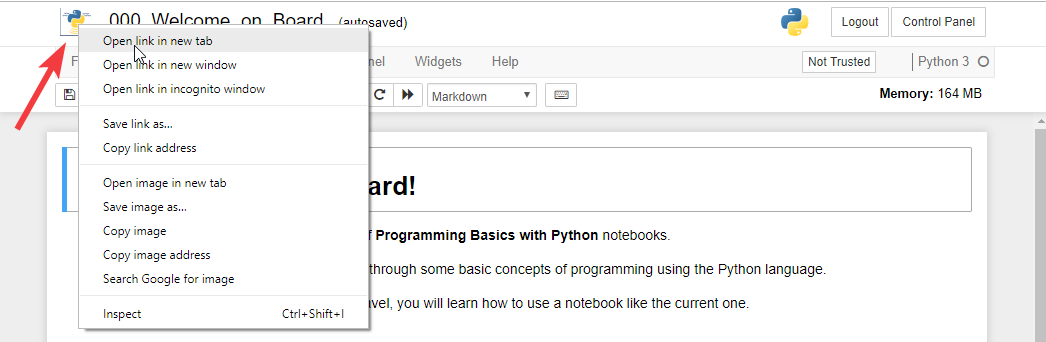 000_Welcome_on_Board (autosaved) Logout Control Panel
Open link in new tab
Open link in new window
Open link in incognito window
Save link as...
Copy link address
Open image in new tab
Save image as...
Copy image
Copy image address
Search Google for image
Inspect Ctrl+Shift+I
Widgets Help Not Trusted Python 3
Markdown Memory: 164 MB
ard!
Programming Basics with Python notebooks.
through some basic concepts of programming using the Python language.
you will learn how to use a notebook like the current one.